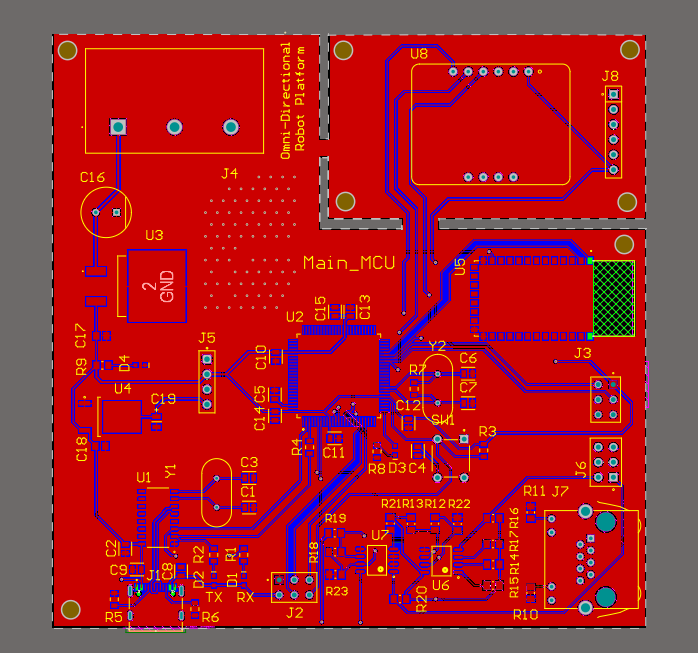 Omni-Directional
Robot Platform
U8
J8
J4
C16
U3
2
GND
Main_MCU
U5
C15
C13
U2
C17
J5
C10
Y2
C6
J3
R9
D4
R7
C7
U4
C19
C5
C14
C12
SW1
C18
R4
C11
R8
D3
C4
R3
J6
U1
Y1
C3
C1
R11
J7
R21
R13
R12
R22
R16
R19
U7
R17
C2
R2
R1
R18
R14
C9
J1
C8
D2
D1
U6
R15
TX
RX
R23
R20
R5
R6
J2
R10